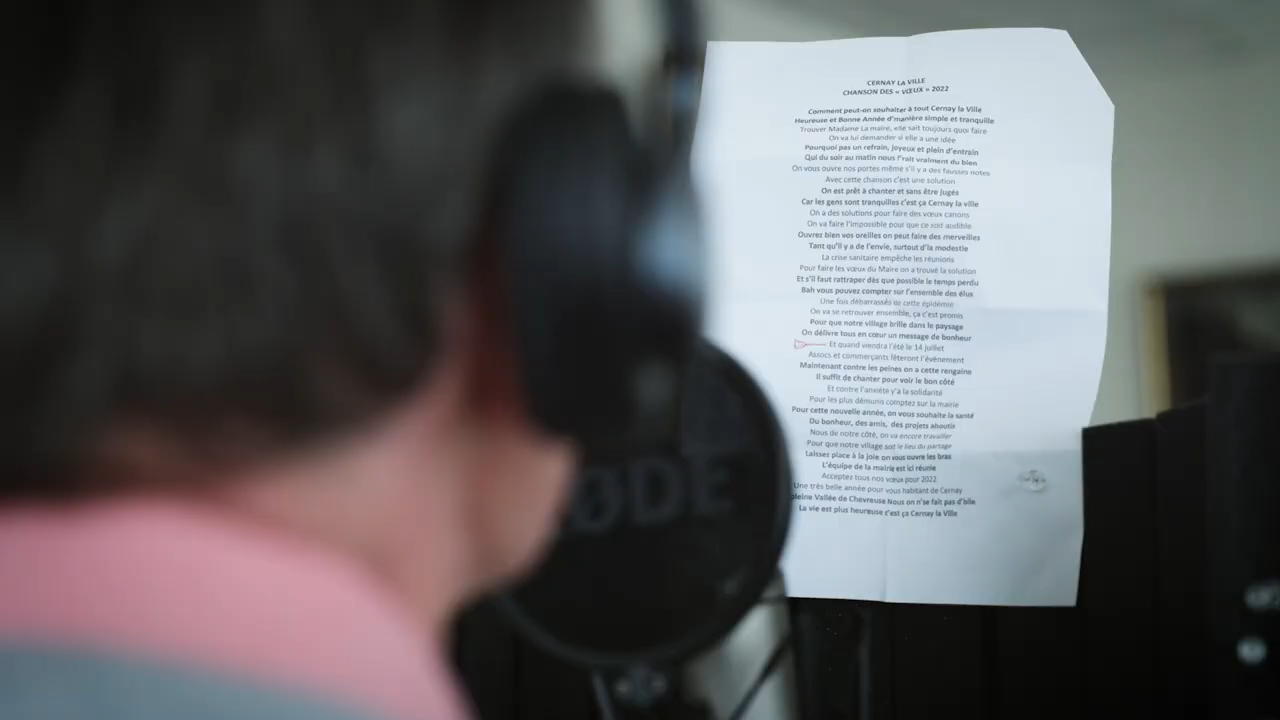 CERNAY LA VILLE
CHANSON DES « VŒUX » 2022
Comment peut-on souhaiter à tout Cernay la Ville
Heureuse et Bonne Année d'manière simple et tranquille
Trouver Madame La maire, elle sait toujours quoi faire
On va lui demander si elle a une idée
Pourquoi pas un refrain, joyeux et plein d'entrain
Qui du soir au matin nous f'rait vraiment du bien
On vous ouvre nos portes même s'il y a des fausses notes
Avec cette chanson c'est une solution
On est prêt à chanter et sans être jugés
Car les gens sont tranquilles c'est ça Cernay la ville
On a des solutions pour faire des vœux canons
On va faire l'impossible pour que ce soit audible
Ouvrez bien vos oreilles on peut faire des merveilles
Tant qu'il y a de l'envie, surtout d'la modestie
La crise sanitaire empêche les réunions
Pour faire les vœux du Maire on a trouvé la solution
Et s'il faut rattraper dès que possible le temps perdu
Bah vous pouvez compter sur l'ensemble des élus
Une fois débarrassés de cette épidémie
On va se retrouver ensemble, ça c'est promis
Pour que notre village brille dans le paysage
On délivre tous en cœur un message de bonheur
Et quand viendra l'été le 14 juillet
Assocs et commerçants fêteront l'évènement
Maintenant contre les peines on a cette rengaine
Il suffit de chanter pour voir le bon côté
Et contre l'anxiété y'a la solidarité
Pour les plus démunis comptez sur la mairie
Pour cette nouvelle année, on vous souhaite la santé
Du bonheur, des amis, des projets aboutis
Nous de notre côté, on va encore travailler
Pour que notre village soit le lieu du partage
Laissez place à la joie on vous ouvre les bras
L'équipe de la mairie est ici réunie
Acceptez tous nos vœux pour 2022
Une très belle année pour vous habitant de Cernay
pleine Vallée de Chevreuse Nous on n'se fait pas d'bile
La vie est plus heureuse c'est ça Cernay la Ville
RØDE